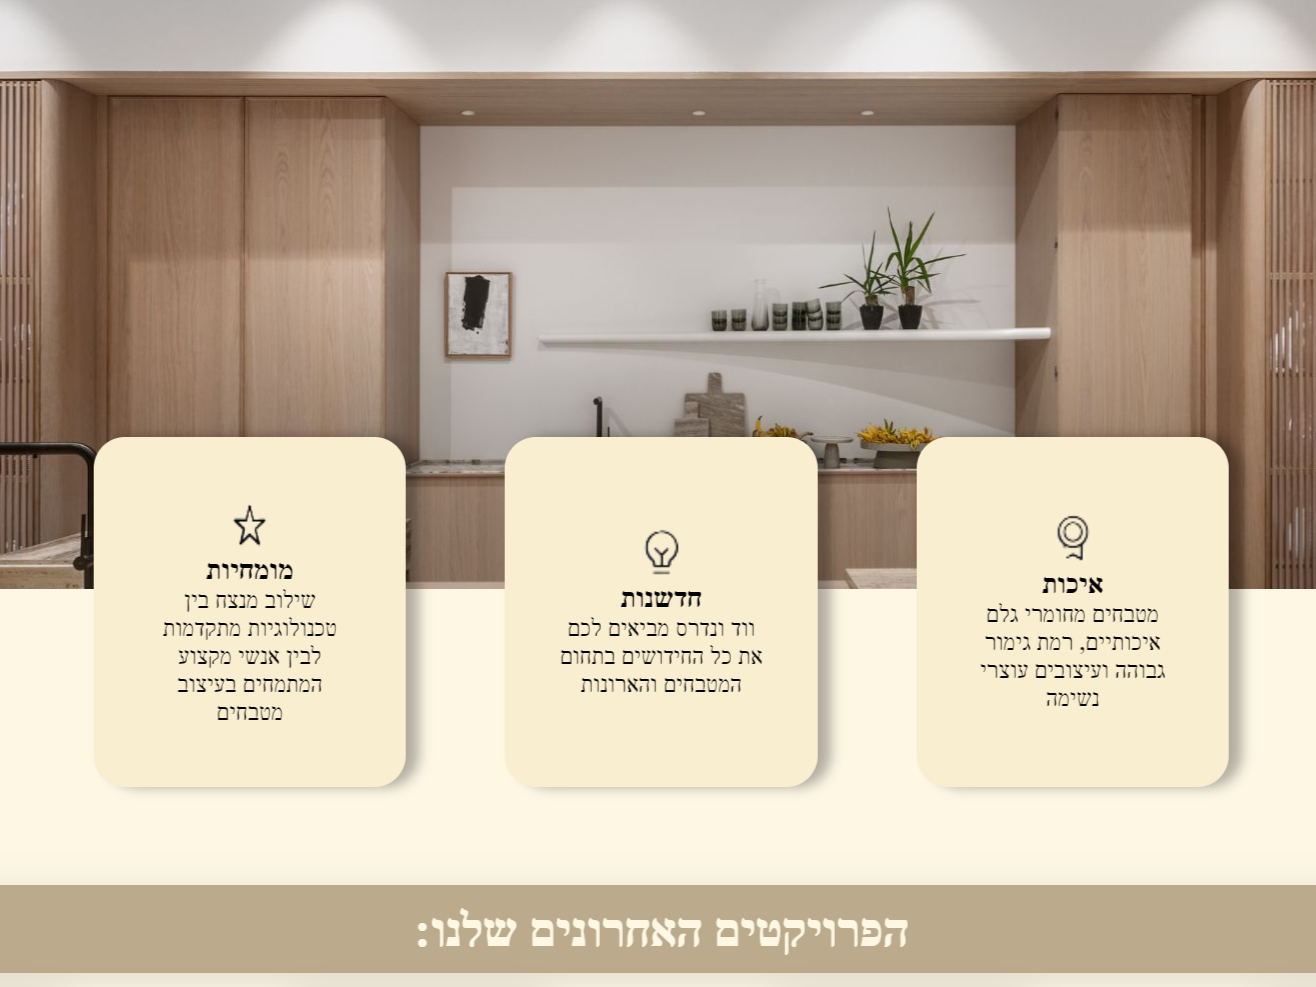 איכות
מטבחים מחומרי גלם
איכותיים, רמת גימור
גבוהה ועיצובים עוצרי
נשימה
חדשנות
ווד ונדרס מביאים לכם
את כל החידושים בתחום
המטבחים והארונות
מומחיות
שילוב מנצח בין
טכנולוגיות מתקדמות
לבין אנשי מקצוע
המתמחים בעיצוב
מטבחים
הפרויקטים האחרונים שלנו: